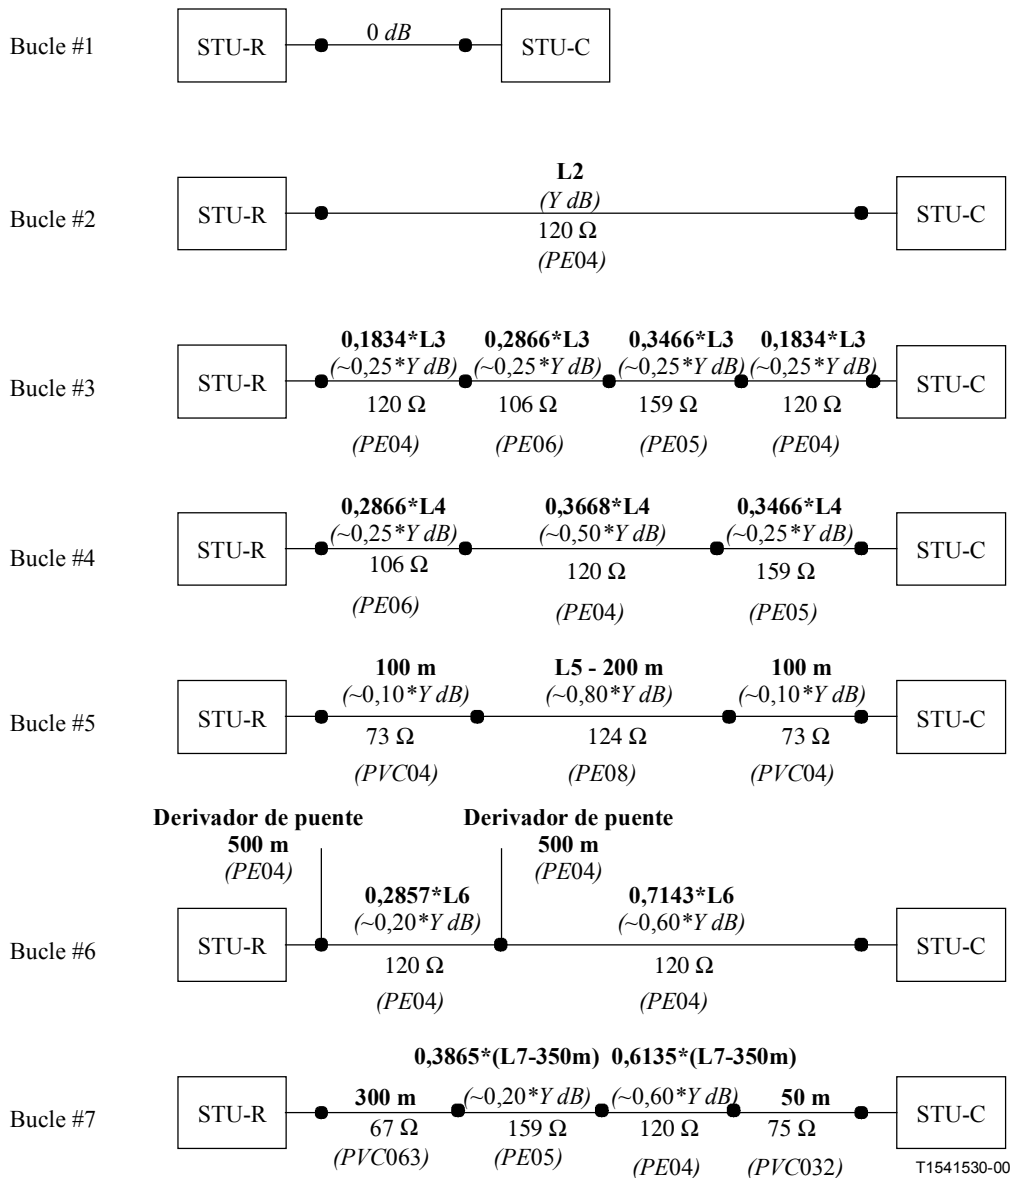 Bucle #1
STU-R
0 dB
STU-C
Bucle #2
STU-R
L2
(Y dB)
120 Ω
(PE04)
STU-C
Bucle #3
STU-R
0,1834*L3 0,2866*L3 0,3466*L3 0,1834*L3
(~0,25*Y dB) (~0,25*Y dB) (~0,25*Y dB) (~0,25*Y dB)
120 Ω 106 Ω 159 Ω 120 Ω
(PE04) (PE06) (PE05) (PE04)
STU-C
Bucle #4
STU-R
0,2866*L4 0,3668*L4 0,3466*L4
(~0,25*Y dB) (~0,50*Y dB) (~0,25*Y dB)
106 Ω 120 Ω 159 Ω
(PE06) (PE04) (PE05)
STU-C
Bucle #5
STU-R
100 m L5 - 200 m 100 m
(~0,10*Y dB) (~0,80*Y dB) (~0,10*Y dB)
73 Ω 124 Ω 73 Ω
(PVC04) (PE08) (PVC04)
STU-C
Derivador de puente Derivador de puente
500 m 500 m
(PE04) (PE04)
Bucle #6
STU-R
0,2857*L6 0,7143*L6
(~0,20*Y dB) (~0,60*Y dB)
120 Ω 120 Ω
(PE04) (PE04)
STU-C
Bucle #7
STU-R
0,3865*(L7-350m) 0,6135*(L7-350m)
300 m (~0,20*Y dB) (~0,60*Y dB) 50 m
67 Ω 159 Ω 120 Ω 75 Ω
(PVC063) (PE05) (PE04) (PVC032)
STU-C
T1541530-00